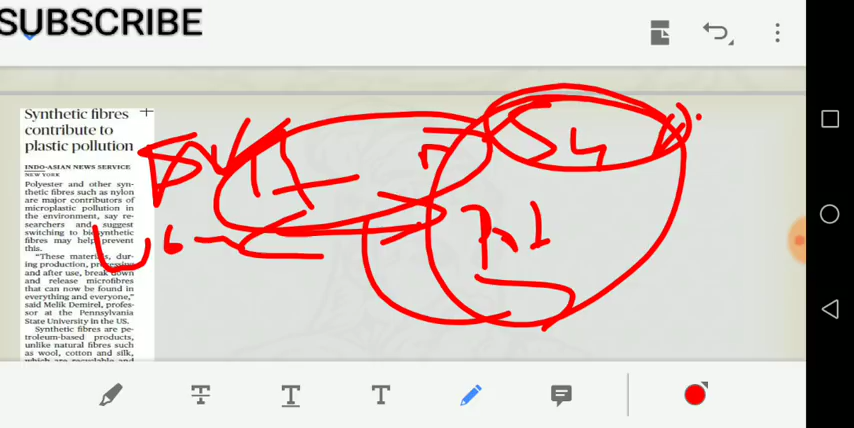 SUBSCRIBE
Synthetic fibres
contribute to
plastic pollution
INDO-ASIAN NEWS SERVICE
NEW YORK
Polyester and other syn-
thetic fibres such as nylon
are major contributors of
microplastic pollution in
the environment, say re-
searchers and suggest
switching to biosynthetic
fibres may help prevent
this.
"These materials, dur-
ing production, processing
and after use, break down
and release microfibres
that can now be found in
everything and everyone,"
said Melik Demirel, profes-
sor at the Pennsylvania
State University in the US.
Synthetic fibres are pe-
troleum-based products,
unlike natural fibres such
as wool, cotton and silk,
which are recyclable and